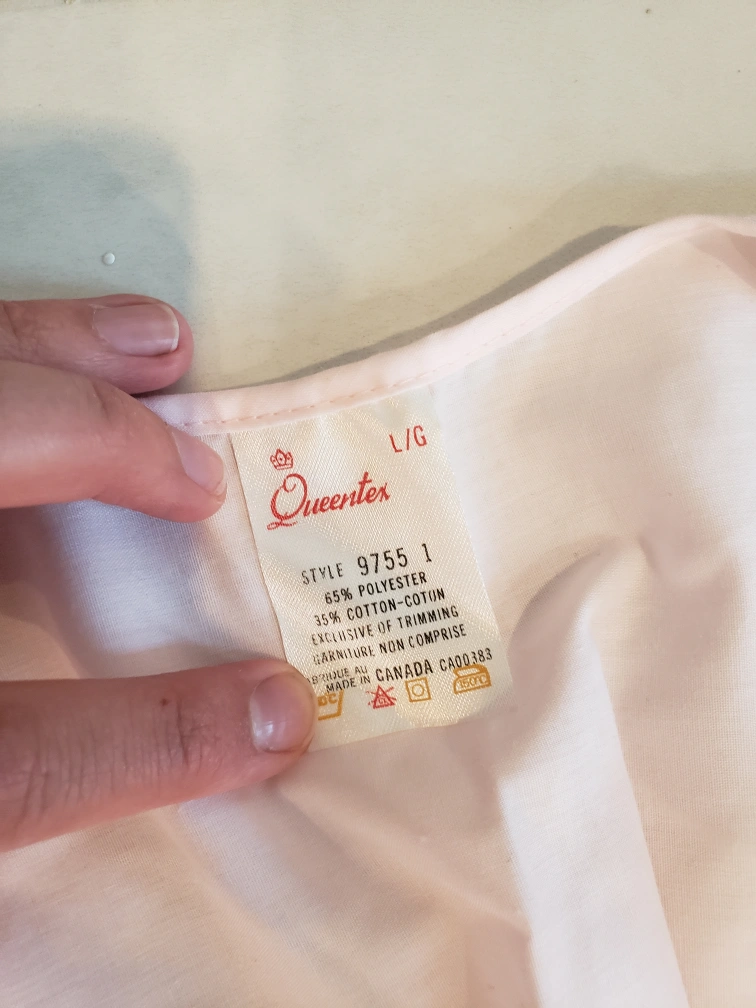 L/G
Queentex
STYLE 9755 1
65% POLYESTER
35% COTTON-COTON
EXCLUSIVE OF TRIMMING
GARNITURE NON COMPRISE
ABRIQUE AU
MADE IN CANADA CA00383